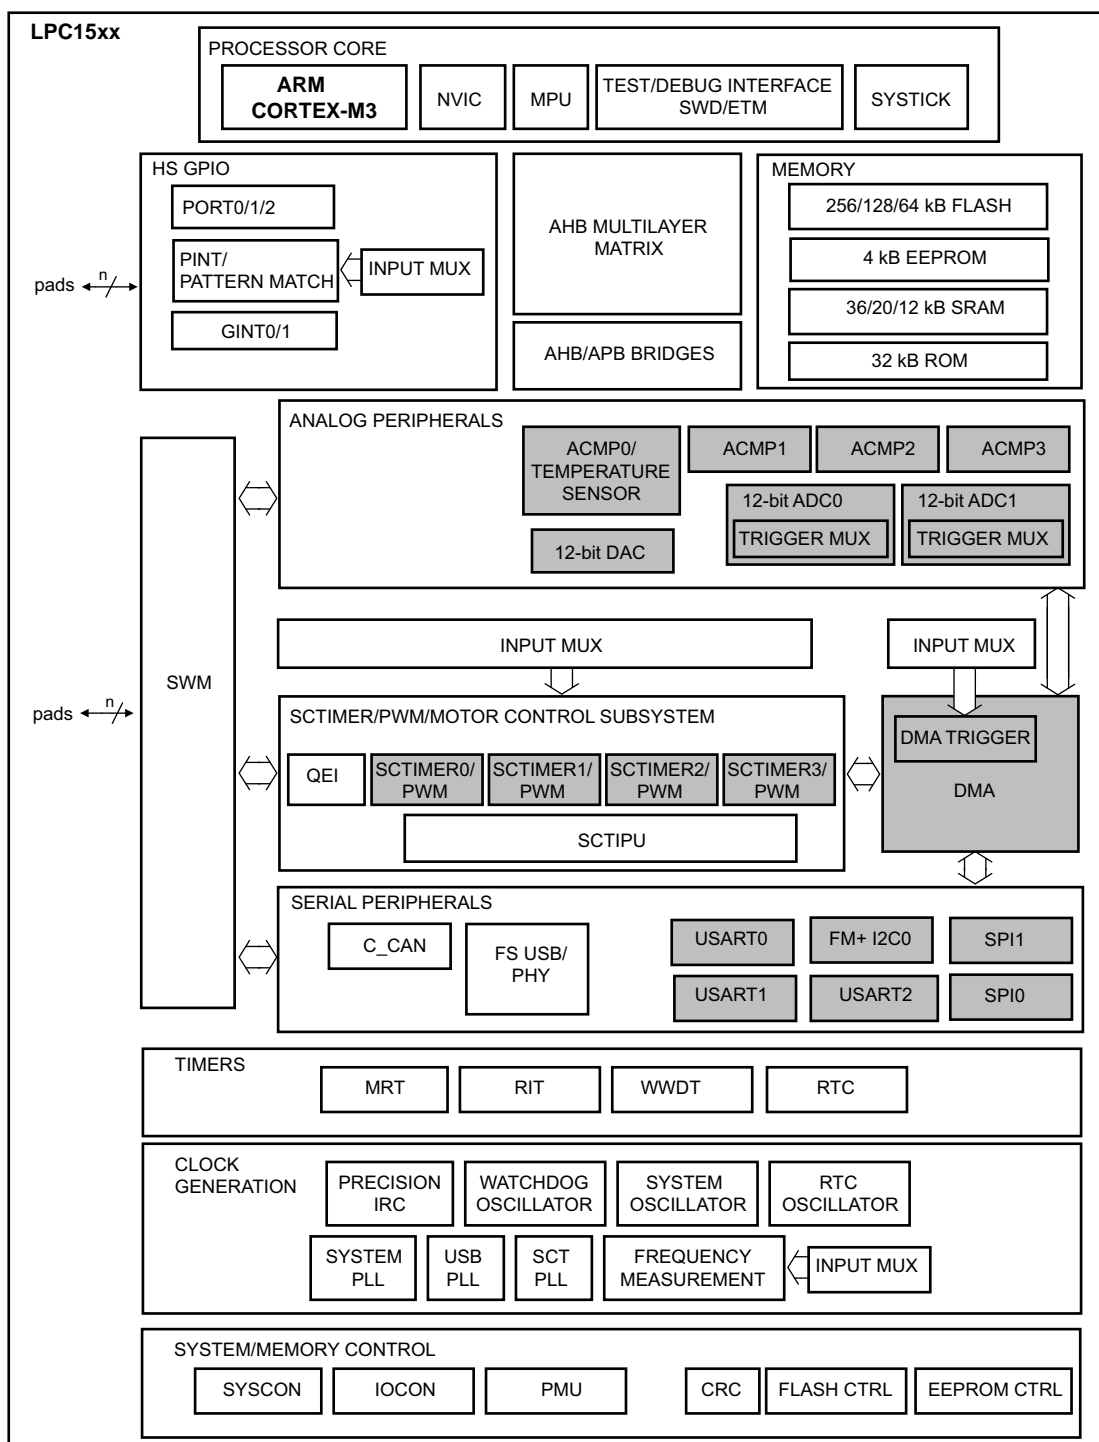 LPC15xx
PROCESSOR CORE
ARM
CORTEX-M3
NVIC
MPU
TEST/DEBUG INTERFACE
SWD/ETM
SYSTICK
HS GPIO
PORT0/1/2
PINT/
PATTERN MATCH
INPUT MUX
GINT0/1
pads
n
AHB MULTILAYER
MATRIX
AHB/APB BRIDGES
MEMORY
256/128/64 kB FLASH
4 kB EEPROM
36/20/12 kB SRAM
32 kB ROM
ANALOG PERIPHERALS
ACMP0/
TEMPERATURE
SENSOR
ACMP1
ACMP2
ACMP3
12-bit DAC
12-bit ADC0
TRIGGER MUX
12-bit ADC1
TRIGGER MUX
SWM
pads
n
INPUT MUX
INPUT MUX
SCTIMER/PWM/MOTOR CONTROL SUBSYSTEM
QEI
SCTIMER0/
PWM
SCTIMER1/
PWM
SCTIMER2/
PWM
SCTIMER3/
PWM
SCTIPU
DMA TRIGGER
DMA
SERIAL PERIPHERALS
C_CAN
FS USB/
PHY
USART0
FM+ I2C0
SPI1
USART1
USART2
SPI0
TIMERS
MRT
RIT
WWDT
RTC
CLOCK
GENERATION
PRECISION
IRC
WATCHDOG
OSCILLATOR
SYSTEM
OSCILLATOR
RTC
OSCILLATOR
SYSTEM
PLL
USB
PLL
SCT
PLL
FREQUENCY
MEASUREMENT
INPUT MUX
SYSTEM/MEMORY CONTROL
SYSCON
IOCON
PMU
CRC
FLASH CTRL
EEPROM CTRL